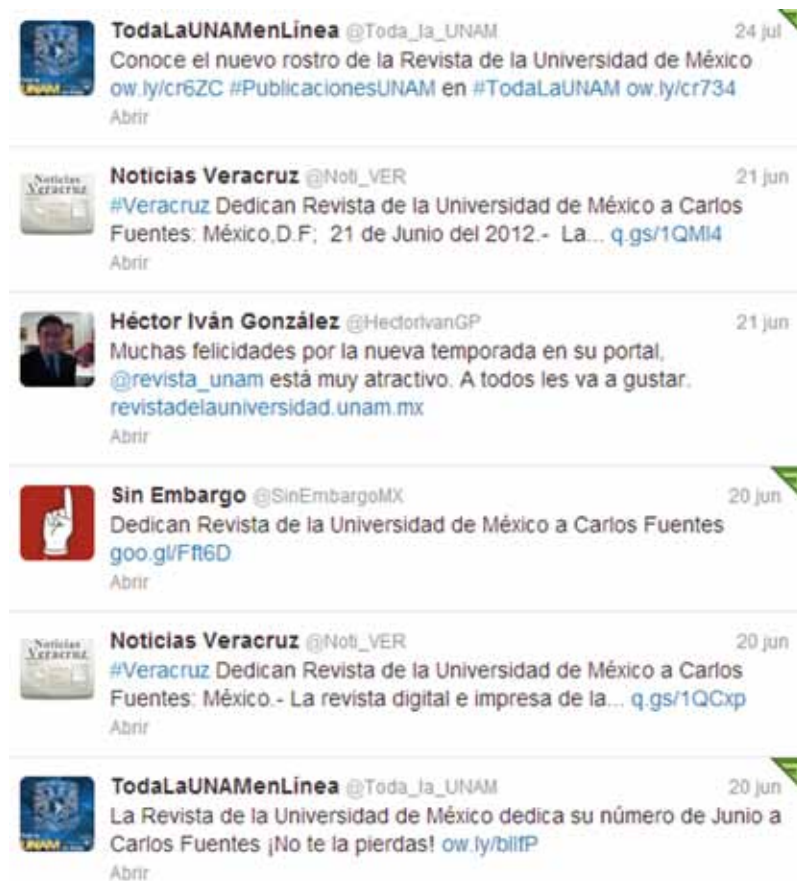 TodaLaUNAMenLínea @Toda_la_UNAM 24 jul
Conoce el nuevo rostro de la Revista de la Universidad de México
ow.ly/cr6ZC #PublicacionesUNAM en #TodaLaUNAM ow.ly/cr734
Abrir
Noticias Veracruz @Noti_VER 21 jun
#Veracruz Dedican Revista de la Universidad de México a Carlos
Fuentes: México,D.F; 21 de Junio del 2012.- La... q.gs/1QMl4
Abrir
Héctor Iván González @HectorIvanGP 21 jun
Muchas felicidades por la nueva temporada en su portal,
@revista_unam está muy atractivo. A todos les va a gustar.
revistadelauniversidad.unam.mx
Abrir
Sin Embargo @SinEmbargoMX 20 jun
Dedican Revista de la Universidad de México a Carlos Fuentes
goo.gl/Fft6D
Abrir
Noticias Veracruz @Noti_VER 20 jun
#Veracruz Dedican Revista de la Universidad de México a Carlos
Fuentes: México.- La revista digital e impresa de la... q.gs/1QCxp
Abrir
TodaLaUNAMenLínea @Toda_la_UNAM 20 jun
La Revista de la Universidad de México dedica su número de Junio a
Carlos Fuentes ¡No te la pierdas!
Abrir